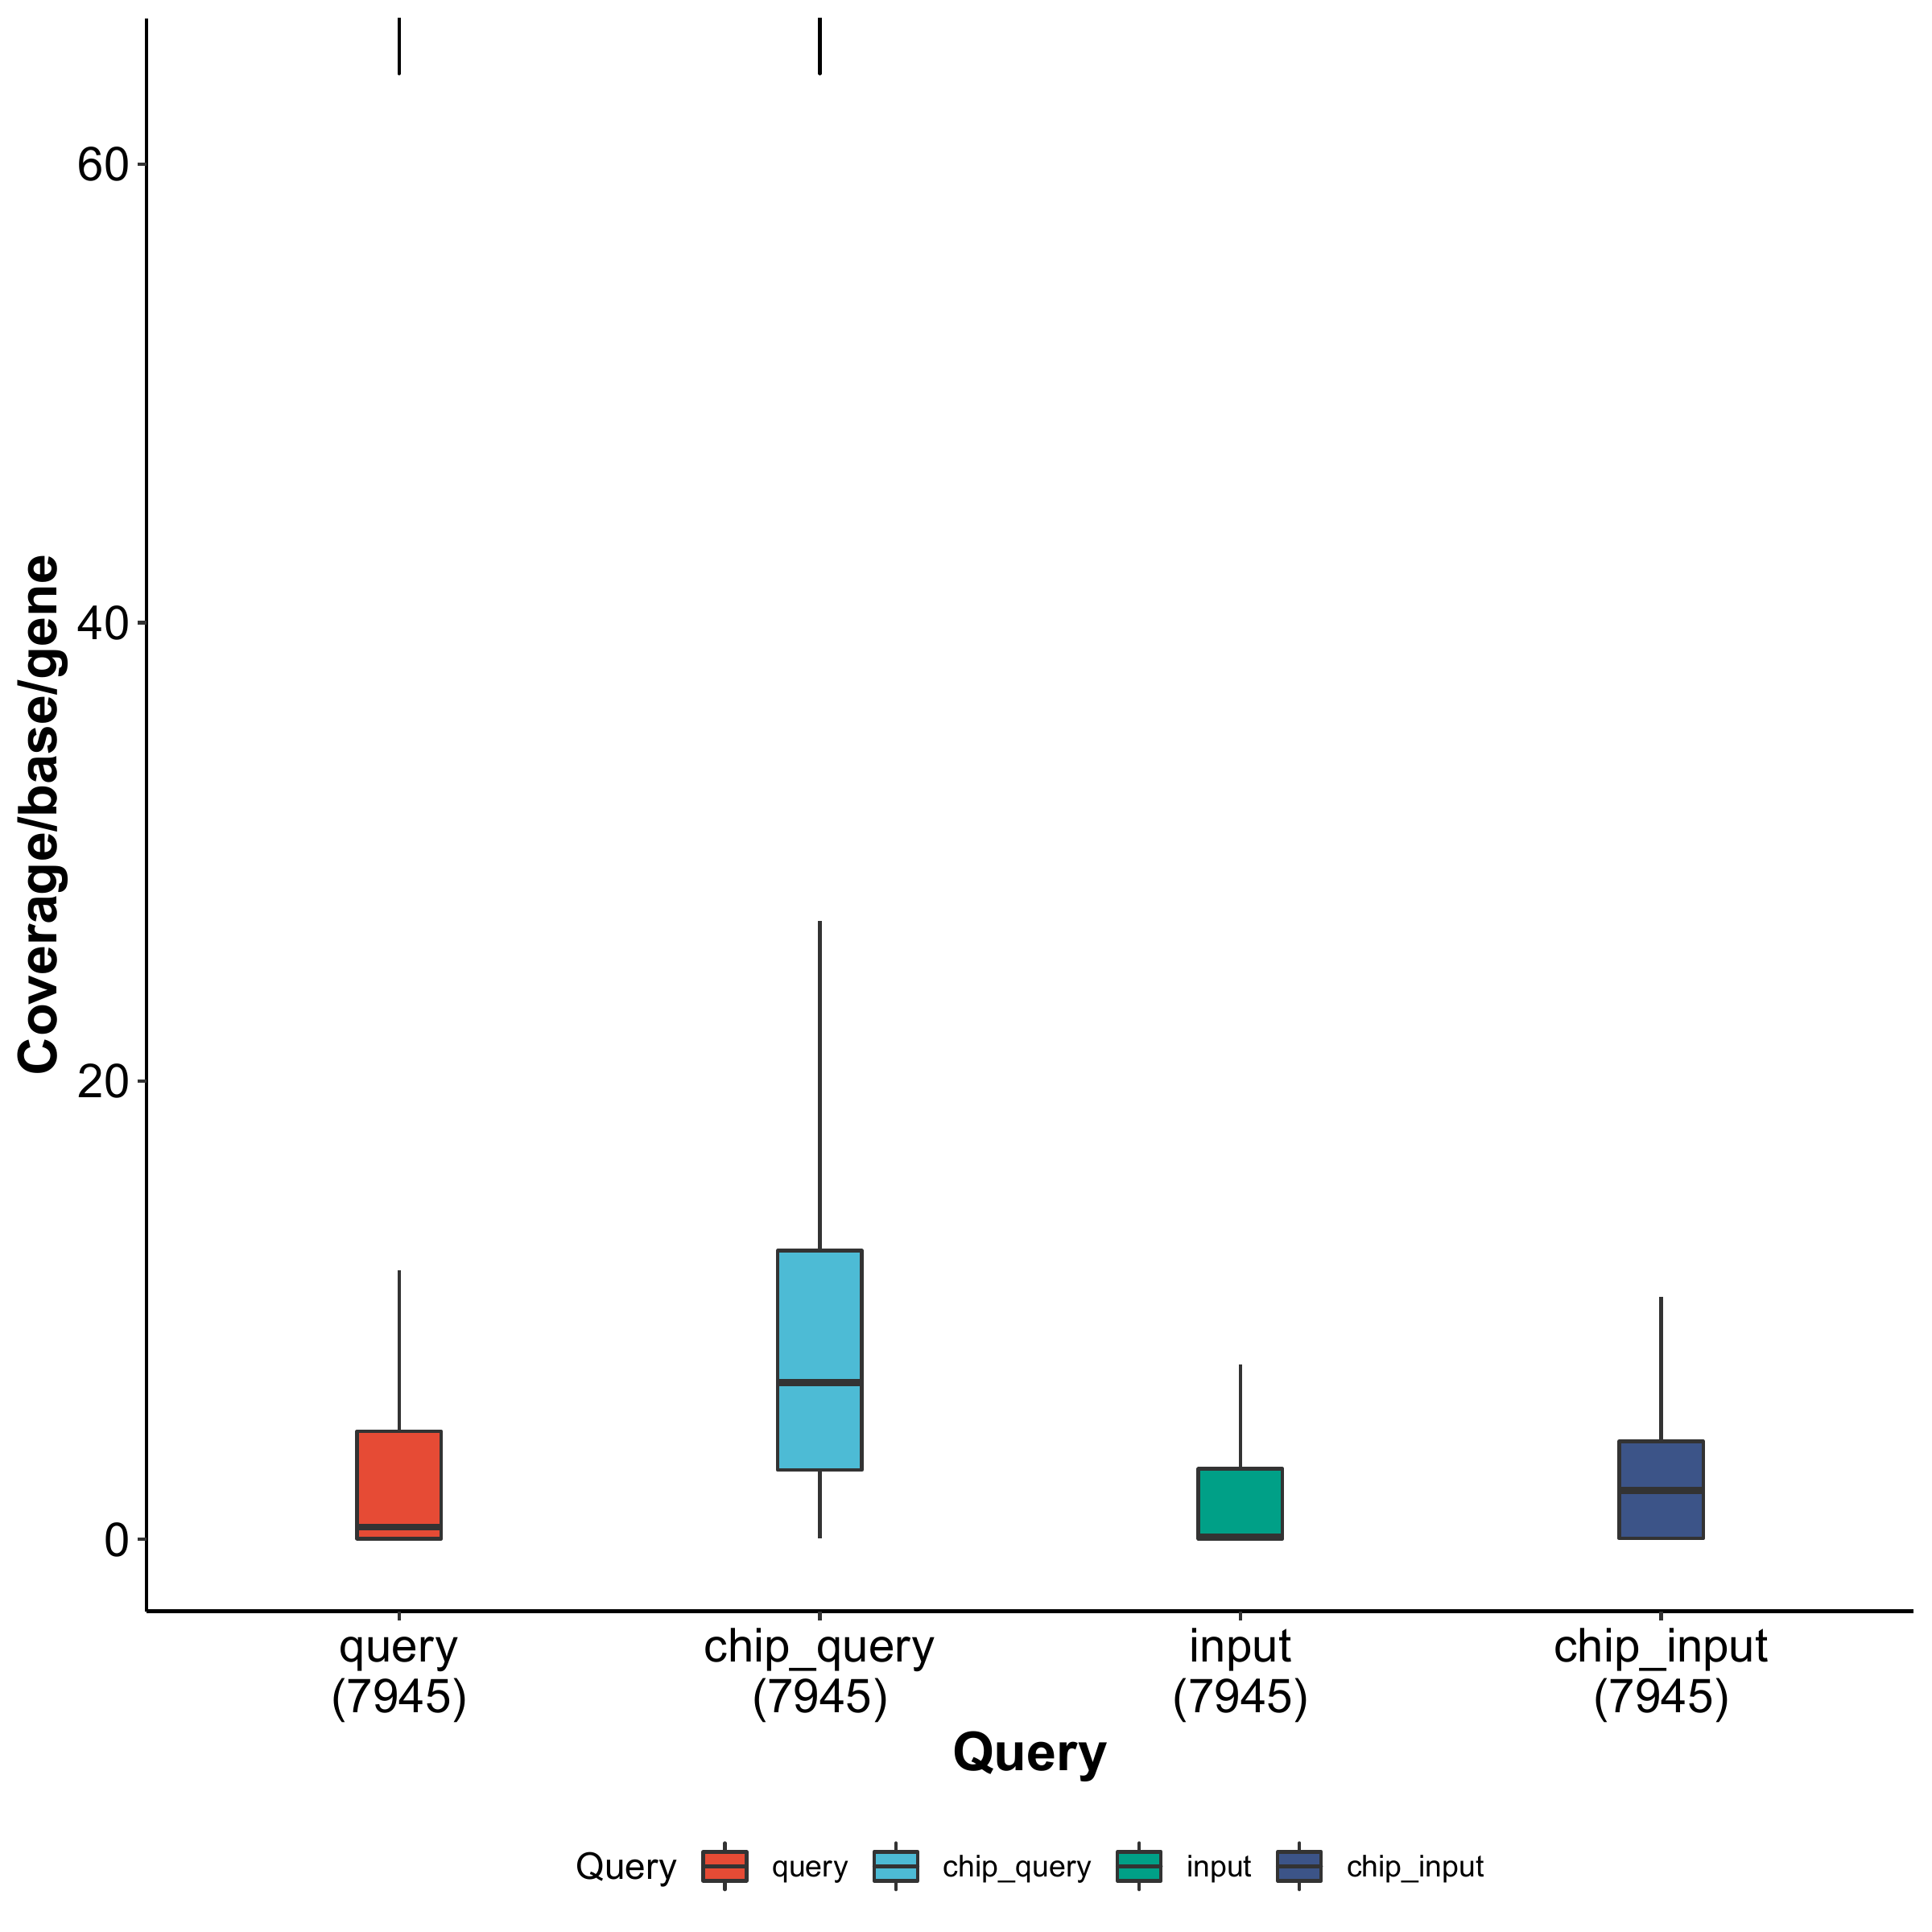 60
40
20
0
Coverage/base/gene
query chip_query input chip_input
(7945) (7945) (7945) (7945)
Query
Query query chip_query input chip_input